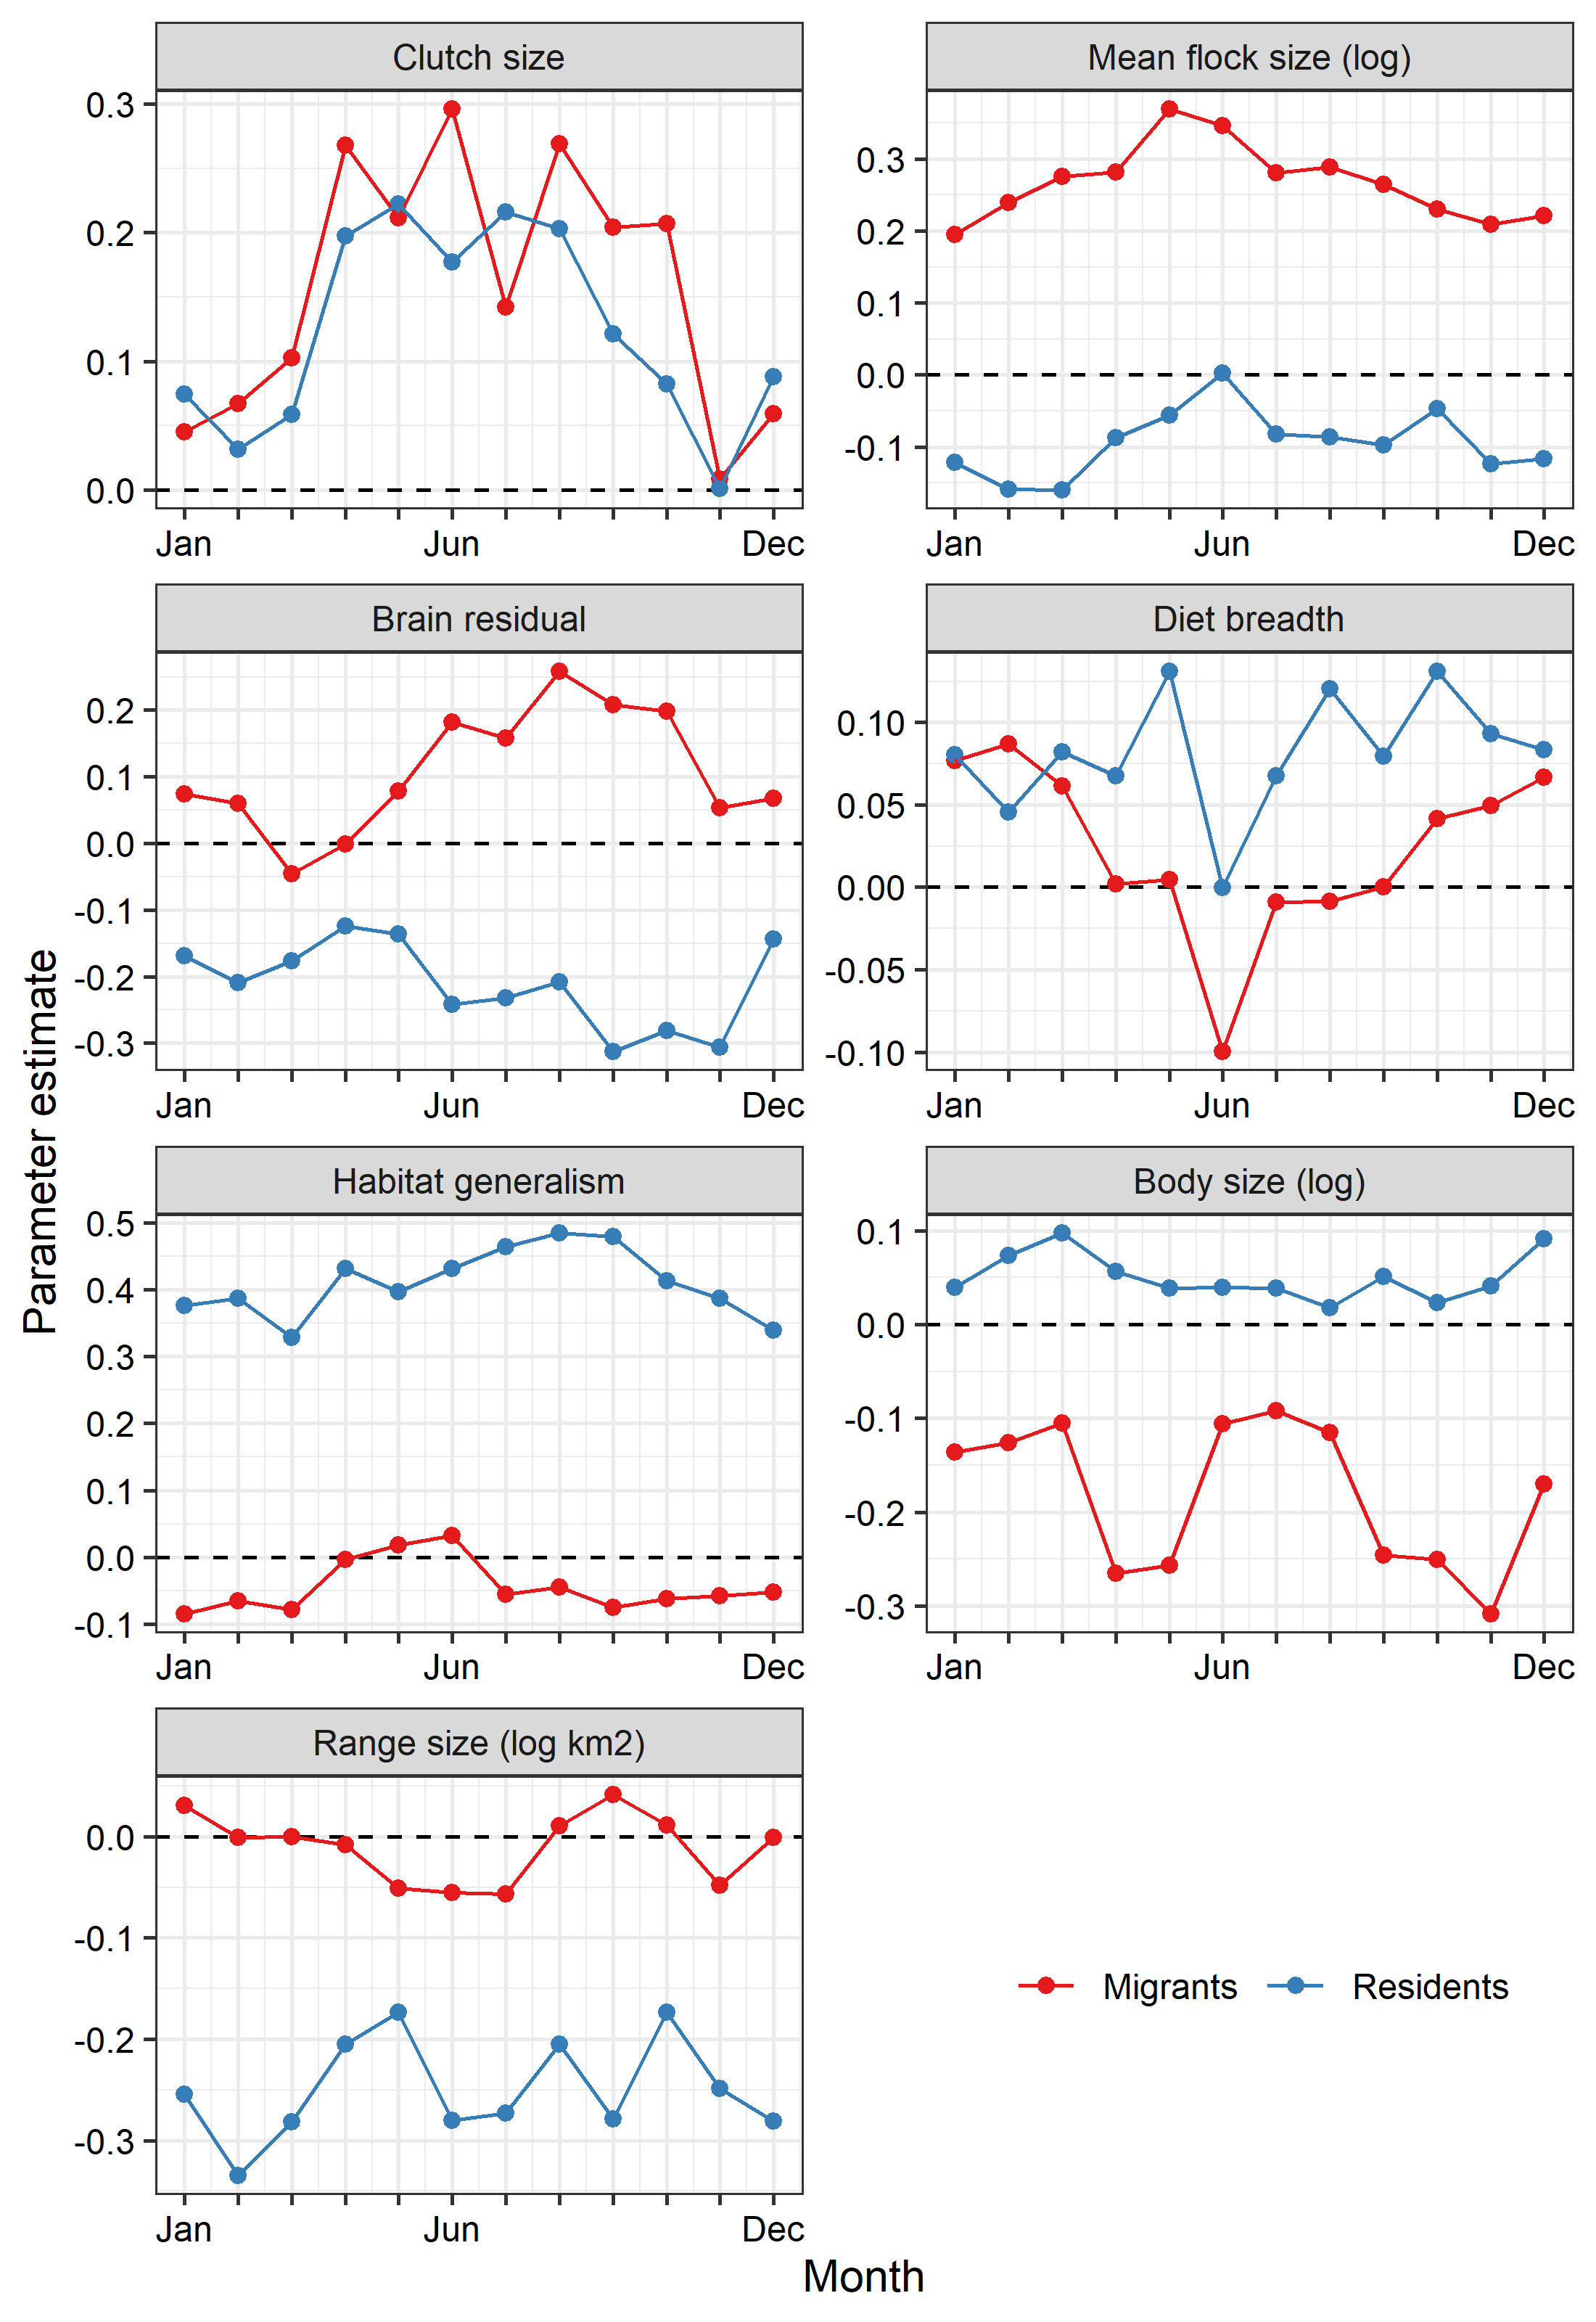 Clutch size
0.3
0.2
0.1
0.0
Jan Jun Dec
Mean flock size (log)
0.3
0.2
0.1
0.0
-0.1
Jan Jun Dec
Brain residual
0.2
0.1
0.0
-0.1
-0.2
-0.3
Jan Jun Dec
Diet breadth
0.10
0.05
0.00
-0.05
-0.10
Jan Jun Dec
Parameter estimate
Habitat generalism
0.5
0.4
0.3
0.2
0.1
0.0
-0.1
Jan Jun Dec
Body size (log)
0.1
0.0
-0.1
-0.2
-0.3
Jan Jun Dec
Range size (log km2)
0.0
-0.1
-0.2
-0.3
Jan Jun Dec
Migrants Residents
Month